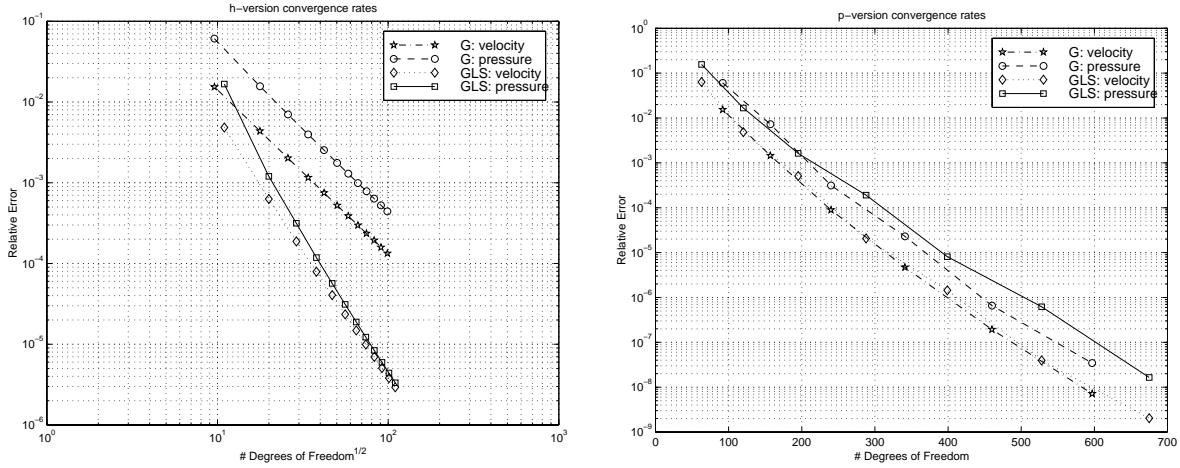 h-version convergence rates
10^-1
10^-2
10^-3
10^-4
10^-5
10^-6
Relative Error
G: velocity
G: pressure
GLS: velocity
GLS: pressure
10^0
10^1
10^2
10^3
# Degrees of Freedom^1/2
p-version convergence rates
10^0
10^-1
10^-2
10^-3
10^-4
10^-5
10^-6
10^-7
10^-8
10^-9
Relative Error
G: velocity
G: pressure
GLS: velocity
GLS: pressure
0
100
200
300
400
500
600
700
# Degrees of Freedom